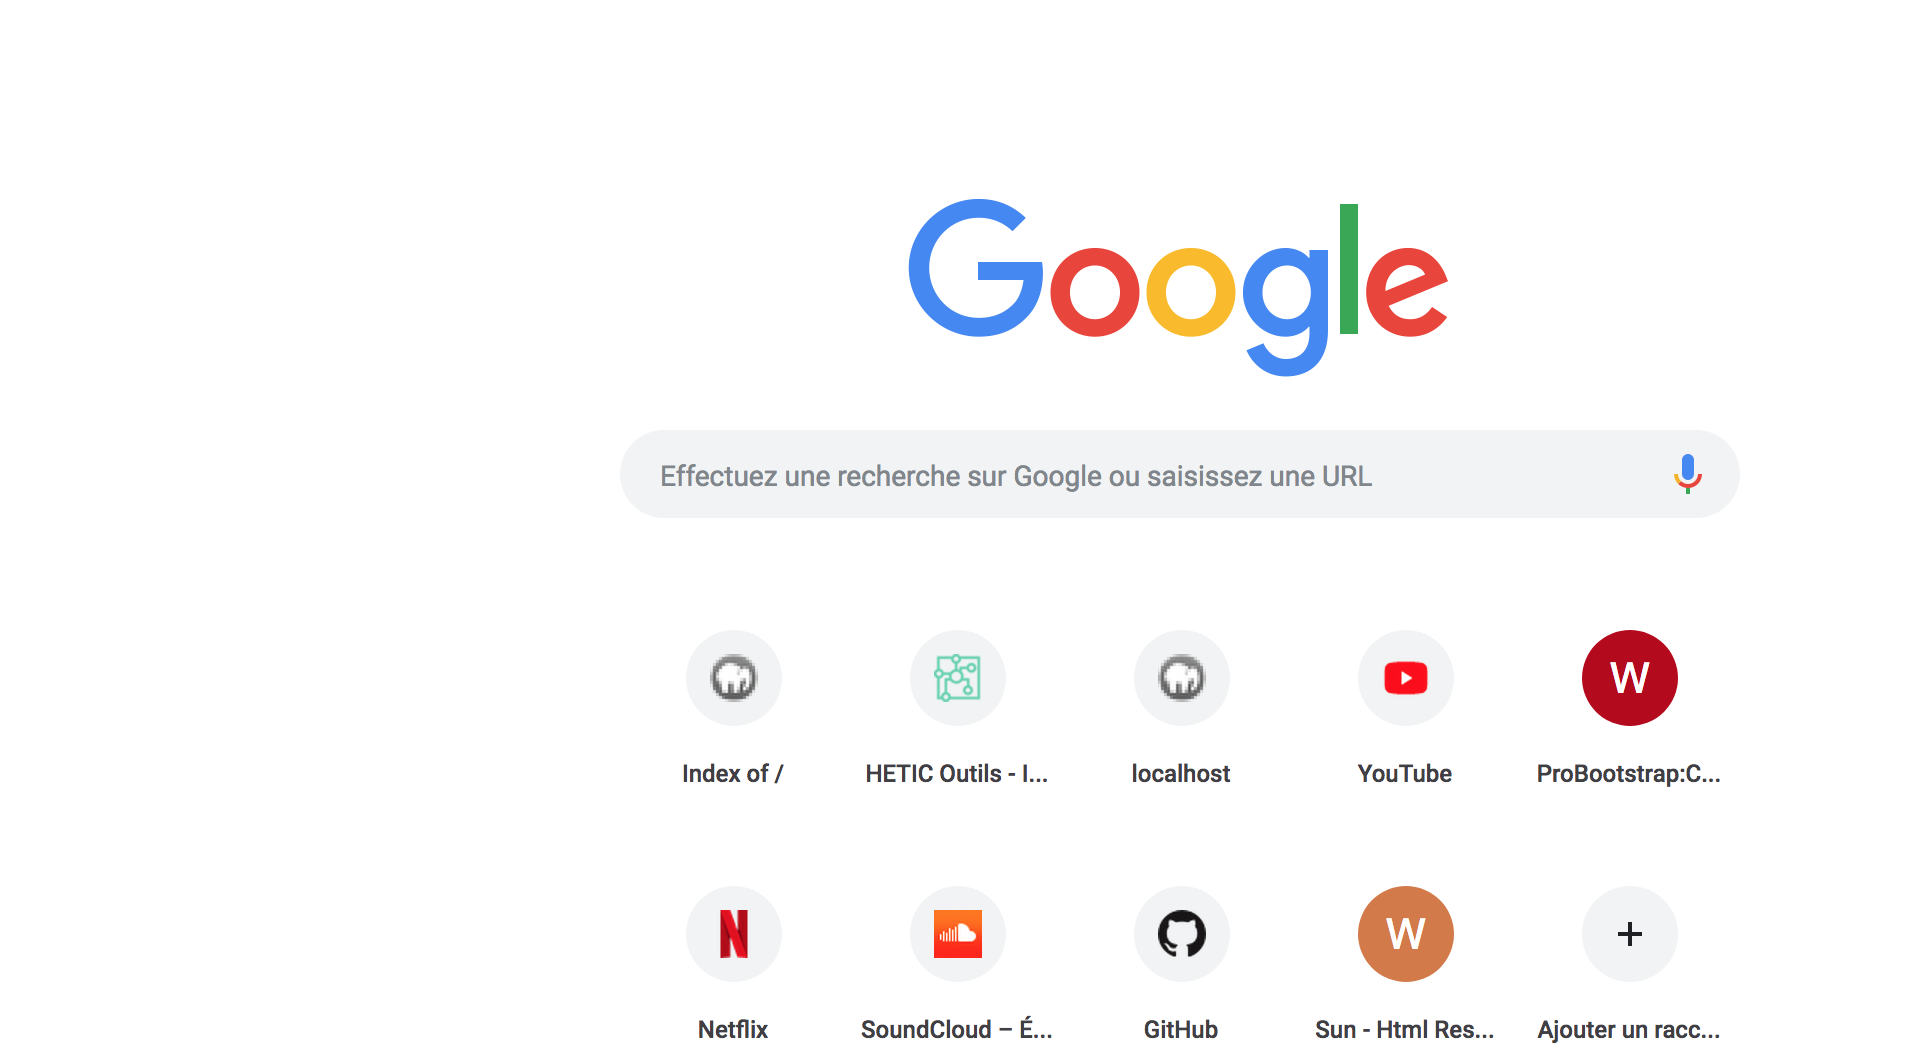 Google
Effectuez une recherche sur Google ou saisissez une URL
W
Index of /
HETIC Outils - I...
localhost
YouTube
ProBootstrap:C...
N
W
Netflix
SoundCloud – É...
GitHub
Sun - Html Res...
Ajouter un racc...